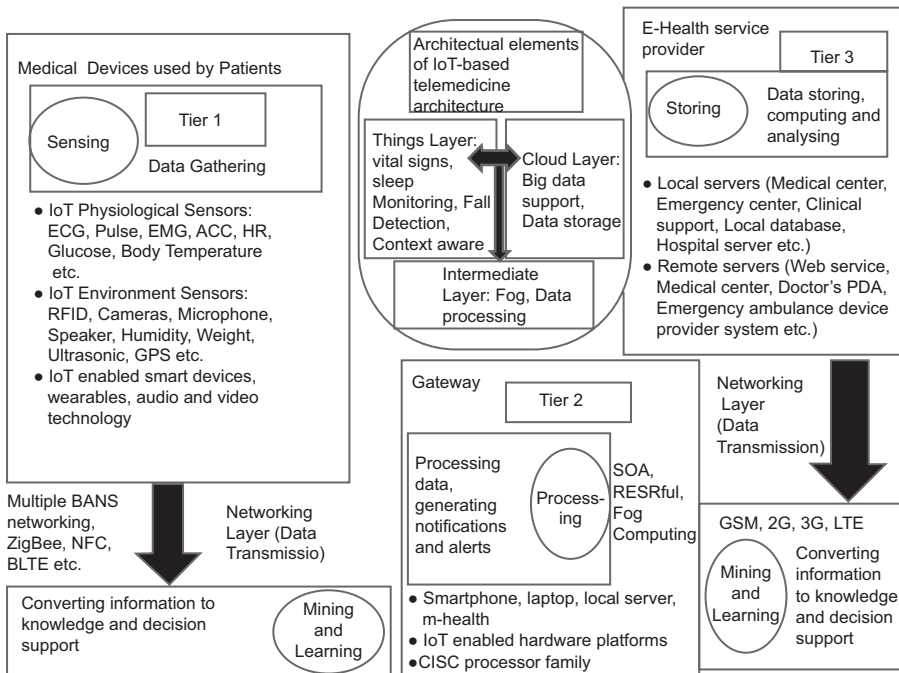 Medical Devices used by Patients
Sensing
Tier 1
Data Gathering
● IoT Physiological Sensors:
ECG, Pulse, EMG, ACC, HR,
Glucose, Body Temperature
etc.
● IoT Environment Sensors:
RFID, Cameras, Microphone,
Speaker, Humidity, Weight,
Ultrasonic, GPS etc.
● IoT enabled smart devices,
wearables, audio and video
technology
Multiple BANS
networking,
ZigBee, NFC,
BLTE etc.
Networking
Layer (Data
Transmissio)
Converting information to
knowledge and decision
support
Mining
and
Learning
Architectual elements
of IoT-based
telemedicine
architecture
Things Layer:
vital signs,
sleep
Monitoring, Fall
Detection,
Context aware
Cloud Layer:
Big data
support,
Data storage
Intermediate
Layer: Fog, Data
processing
Gateway
Tier 2
Processing
data,
generating
notifications
and alerts
Process-
ing
SOA,
RESRful,
Fog
Computing
● Smartphone, laptop, local server,
m-health
● IoT enabled hardware platforms
●CISC processor family
E-Health service
provider
Tier 3
Storing
Data storing,
computing and
analysing
● Local servers (Medical center,
Emergency center, Clinical
support, Local database,
Hospital server etc.)
● Remote servers (Web service,
Medical center, Doctor's PDA,
Emergency ambulance device
provider system etc.)
Networking
Layer
(Data
Transmission)
GSM, 2G, 3G, LTE
Mining
and
Learning
Converting
information
to knowledge
and decision
support